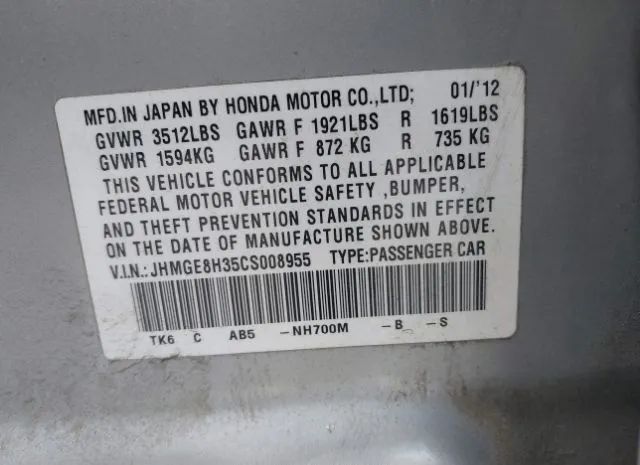 MFD.IN JAPAN BY HONDA MOTOR CO.,LTD; 01/'12
GVWR 3512LBS GAWR F 1921LBS R 1619LBS
GVWR 1594KG GAWR F 872 KG R 735 KG
THIS VEHICLE CONFORMS TO ALL APPLICABLE
FEDERAL MOTOR VEHICLE SAFETY ,BUMPER,
AND THEFT PREVENTION STANDARDS IN EFFECT
ON THE DATE OF MANUFACTURE SHOWN ABOVE.
V.I.N.:JHMGE8H35CS008955 TYPE:PASSENGER CAR
TK6 C AB5 -NH700M -B -S